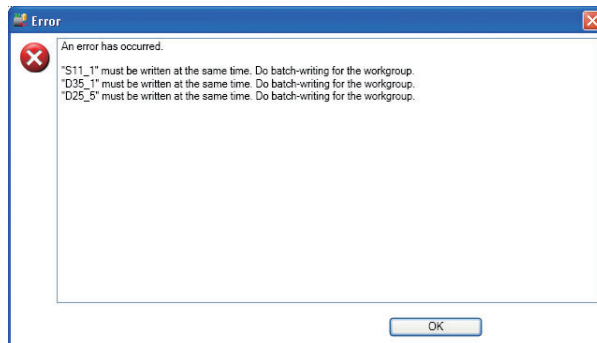 Error
An error has occurred.
"S11_1" must be written at the same time. Do batch-writing for the workgroup.
"D35_1" must be written at the same time. Do batch-writing for the workgroup.
"D25_5" must be written at the same time. Do batch-writing for the workgroup.
OK